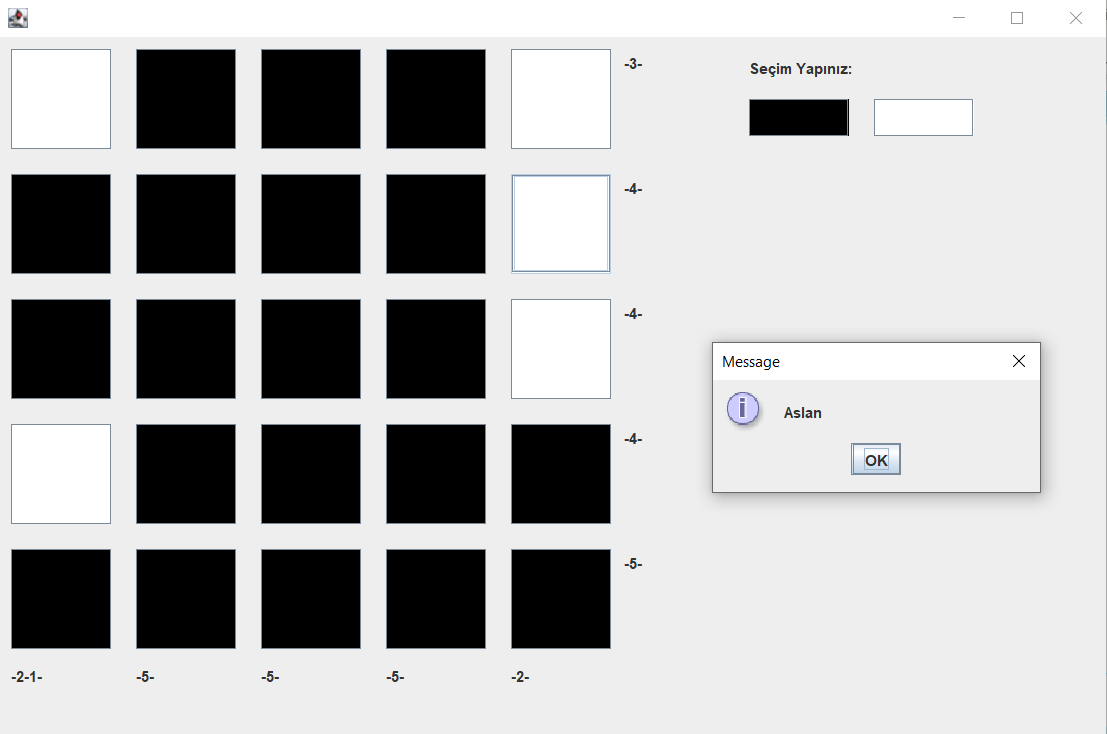 -3-
Seçim Yapınız:
-4-
-4-
Message
Aslan
-4-
OK
-5-
-2-1- -5- -5- -5- -2-